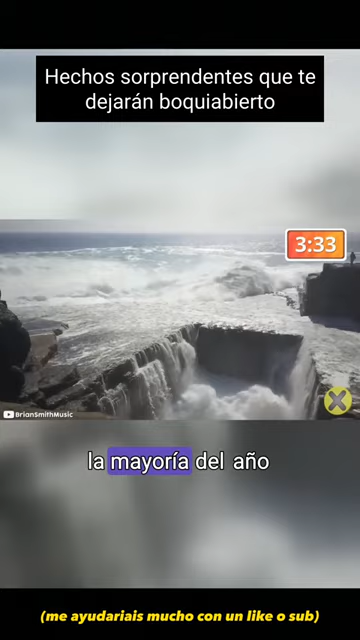 Hechos sorprendentes que te
dejarán boquiabierto
3:33
BrianSmithMusic
la mayoría del año
(me ayudariais mucho con un like o sub)